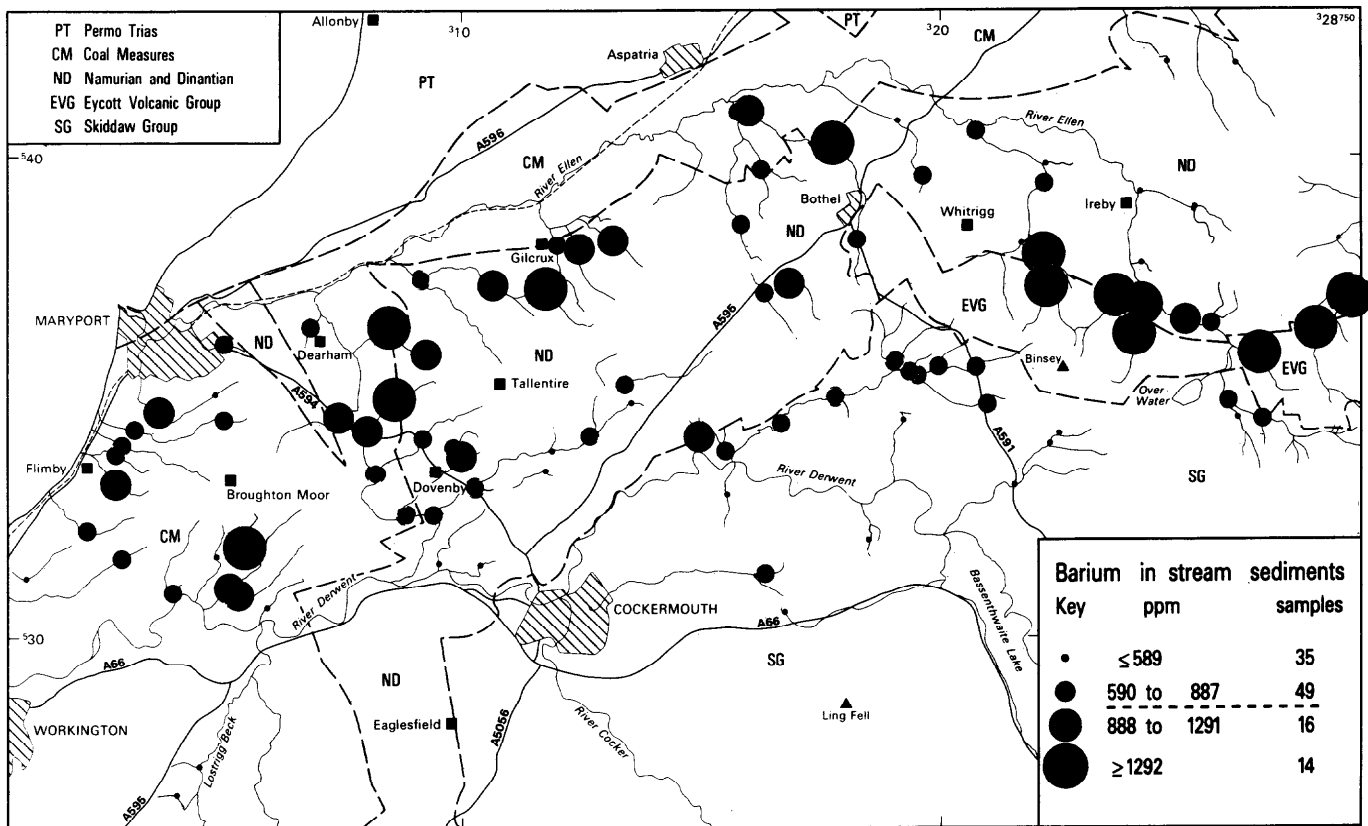 PT Permo Trias
CM Coal Measures
ND Namurian and Dinantian
EVG Eycott Volcanic Group
SG Skiddaw Group
Allonby
310
PT
320
CM
328750
Aspatria
PT
A596
River Ellen
540
CM
River Ellen
ND
Bothel
Whitrigg
Ireby
ND
Gilcrux
MARYPORT
A595
EVG
ND
Dearham
ND
Binsey
EVG
Tallentire
Over
Water
A594
A591
Flimby
Dovenby
River Derwent
SG
Broughton Moor
CM
River Derwent
COCKERMOUTH
Bassenthwaite Lake
530
A66
A66
SG
ND
WORKINGTON
Lostrigg Beck
Eaglesfield
A5056
River Cocker
Ling Fell
A595
Barium in stream sediments
Key ppm samples
≤589 35
590 to 887 49
888 to 1291 16
≥1292 14